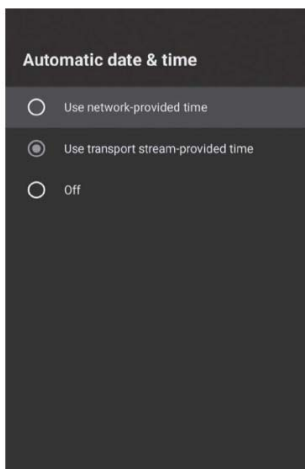 Automatic date & time
Use network-provided time
Use transport stream-provided time
Off